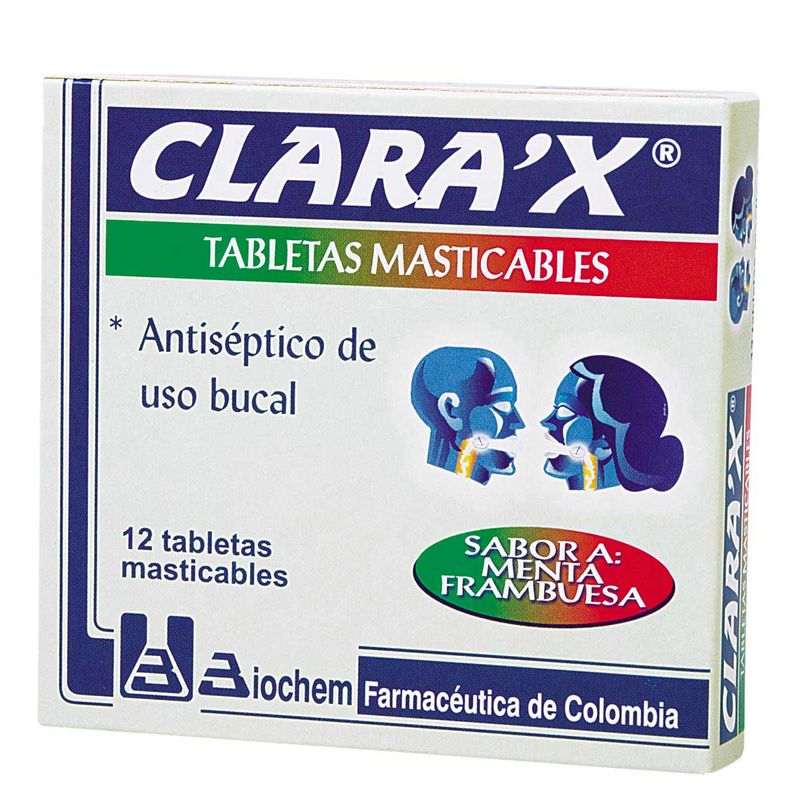 CLARA'X®
TABLETAS MASTICABLES
* Antiséptico de
uso bucal
12 tabletas
masticables
SABOR A:
MENTA
FRAMBUESA
Biochem Farmacéutica de Colombia
CLARA'X®
TABLETAS MASTICABLES